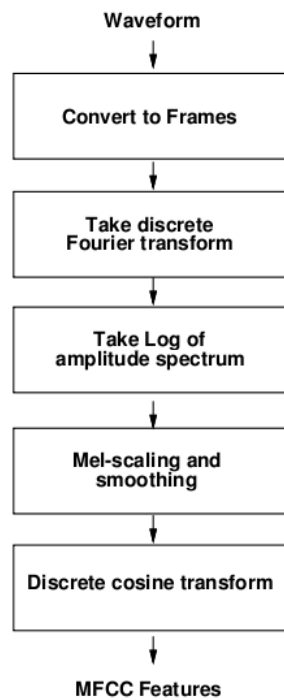 Waveform
Convert to Frames
Take discrete
Fourier transform
Take Log of
amplitude spectrum
Mel-scaling and
smoothing
Discrete cosine transform
MFCC Features